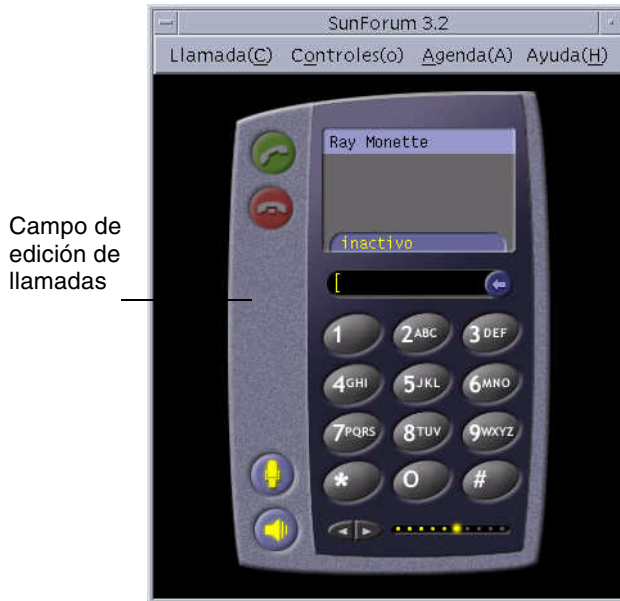 SunForum 3.2
Llamada(C) Controles(o) Agenda(A) Ayuda(H)
Ray Monette
inactivo
[
Campo de
edición de
llamadas
1 2ABC 3DEF
4GHI 5JKL 6MNO
7PQRS 8TUV 9WXYZ
* 0 #